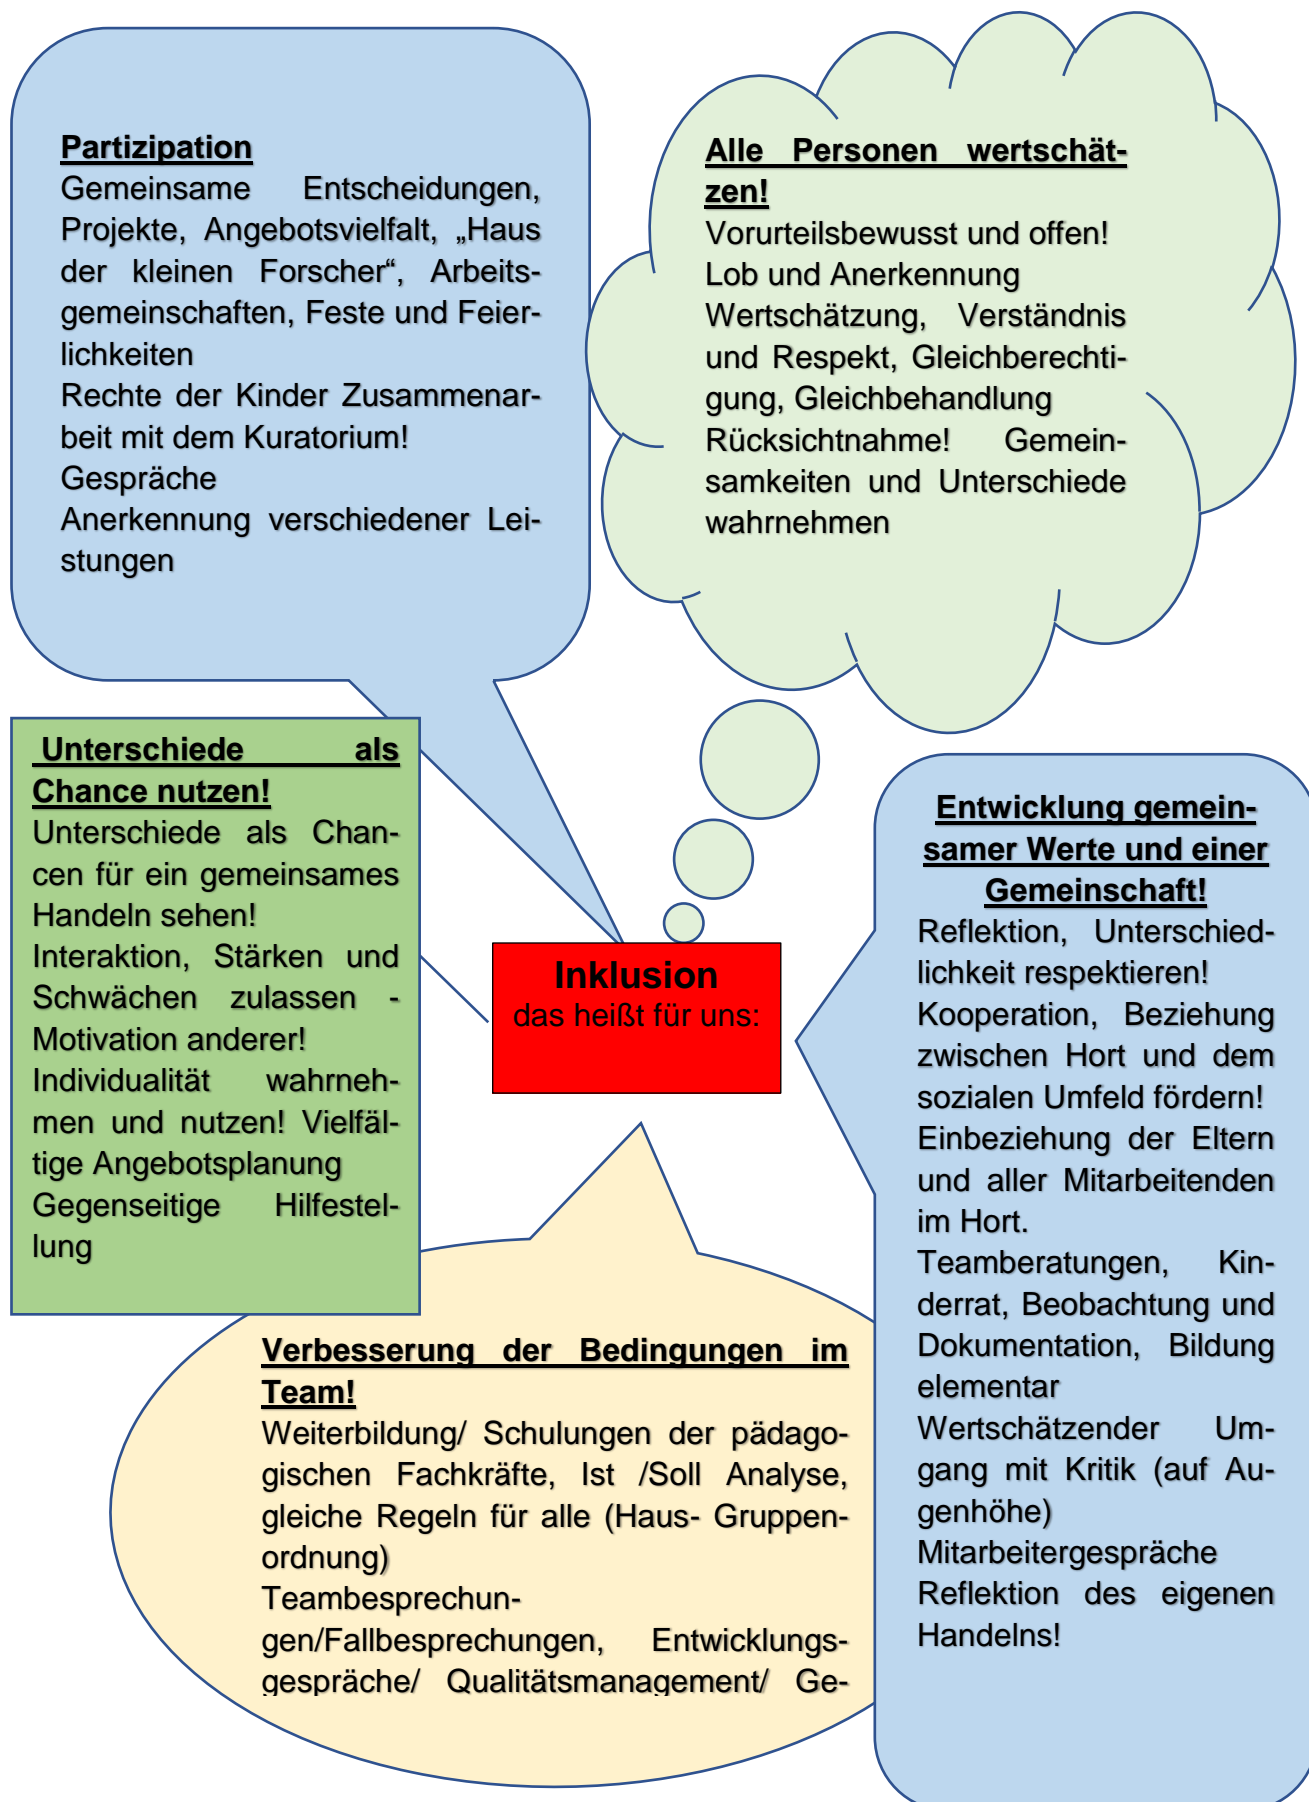 Partizipation
Gemeinsame Entscheidungen,
Projekte, Angebotsvielfalt, „Haus
der kleinen Forscher“, Arbeits-
gemeinschaften, Feste und Feier-
lichkeiten
Rechte der Kinder Zusammenar-
beit mit dem Kuratorium!
Gespräche
Anerkennung verschiedener Lei-
stungen
Alle Personen wertschät-
zen!
Vorurteilsbewusst und offen!
Lob und Anerkennung
Wertschätzung, Verständnis
und Respekt, Gleichberechti-
gung, Gleichbehandlung
Rücksichtnahme! Gemein-
samkeiten und Unterschiede
wahrnehmen
Unterschiede als
Chance nutzen!
Unterschiede als Chan-
cen für ein gemeinsames
Handeln sehen!
Interaktion, Stärken und
Schwächen zulassen -
Motivation anderer!
Individualität wahrneh-
men und nutzen! Vielfäl-
tige Angebotsplanung
Gegenseitige Hilfestel-
lung
Inklusion
das heißt für uns:
Entwicklung gemein-
samer Werte und einer
Gemeinschaft!
Reflektion, Unterschied-
lichkeit respektieren!
Kooperation, Beziehung
zwischen Hort und dem
sozialen Umfeld fördern!
Einbeziehung der Eltern
und aller Mitarbeitenden
im Hort.
Teamberatungen, Kin-
derrat, Beobachtung und
Dokumentation, Bildung
elementar
Wertschätzender Um-
gang mit Kritik (auf Au-
genhöhe)
Mitarbeitergespräche
Reflektion des eigenen
Handelns!
Verbesserung der Bedingungen im
Team!
Weiterbildung/ Schulungen der pädago-
gischen Fachkräfte, Ist /Soll Analyse,
gleiche Regeln für alle (Haus- Gruppen-
ordnung)
Teambesprechun-
gen/Fallbesprechungen, Entwicklungs-
gespräche/ Qualitätsmanagement/ Ge-